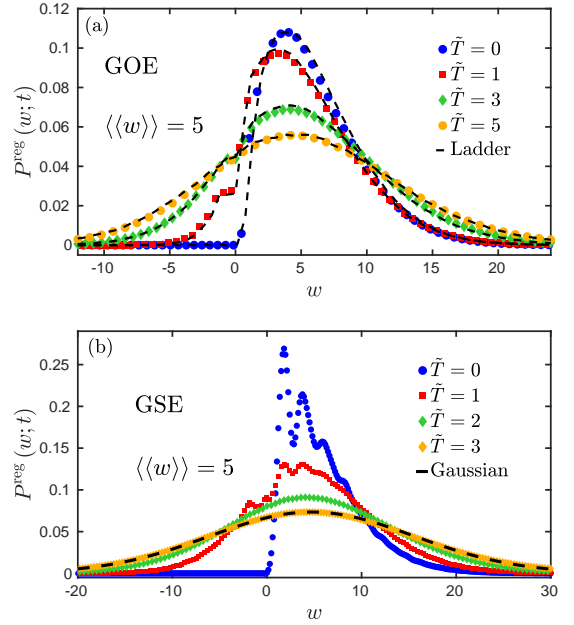 (a)
GOE
⟨⟨w⟩⟩ = 5
T̃ = 0
T̃ = 1
T̃ = 3
T̃ = 5
Ladder
P^reg(w; t)
0.12
0.1
0.08
0.06
0.04
0.02
0
-10 -5 0 5 10 15 20
w
(b)
GSE
⟨⟨w⟩⟩ = 5
T̃ = 0
T̃ = 1
T̃ = 2
T̃ = 3
Gaussian
P^reg(w; t)
0.25
0.2
0.15
0.1
0.05
0
-20 -10 0 10 20 30
w